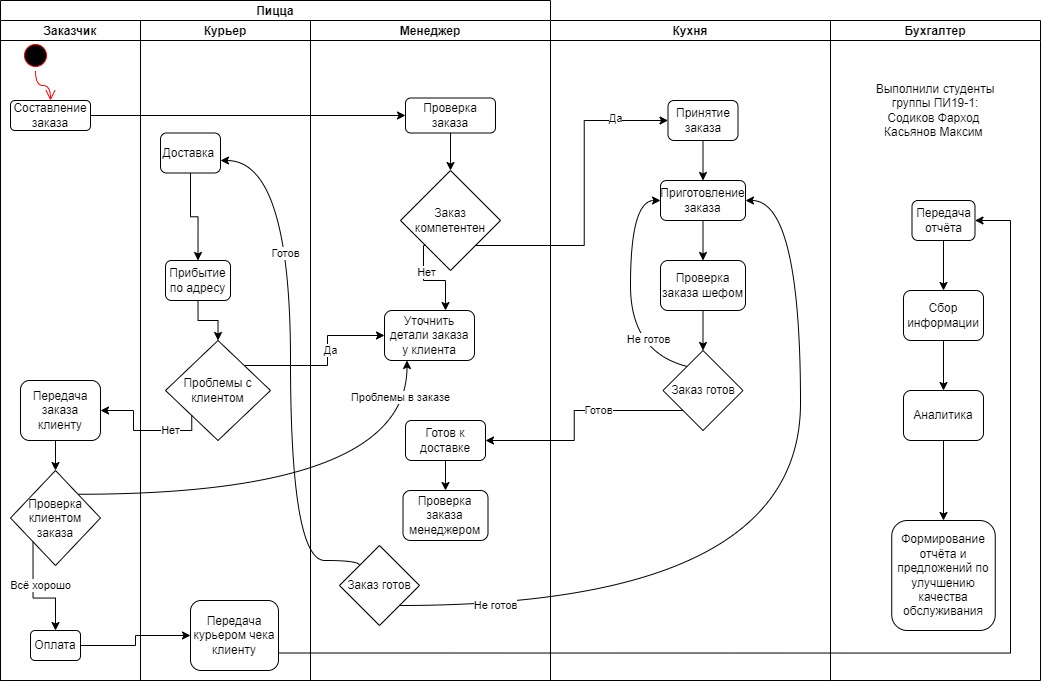 Пицца
Заказчик
Курьер
Менеджер
Кухня
Бухгалтер
Составление
заказа
Доставка
Прибытие
по адресу
Проблемы с
клиентом
Да
Нет
Передача
заказа
клиенту
Проверка
клиентом
заказа
Всё хорошо
Оплата
Передача
курьером чека
клиенту
Проверка
заказа
Заказ
компетентен
Да
Нет
Уточнить
детали заказа
у клиента
Проблемы в заказе
Готов
Готов к
доставке
Проверка
заказа
менеджером
Заказ готов
Не готов
Принятие
заказа
Приготовление
заказа
Проверка
заказа шефом
Не готов
Заказ готов
Готов
Выполнили студенты
группы ПИ19-1:
Содиков Фарход
Касьянов Максим
Передача
отчёта
Сбор
информации
Аналитика
Формирование
отчёта и
предложений по
улучшению
качества
обслуживания